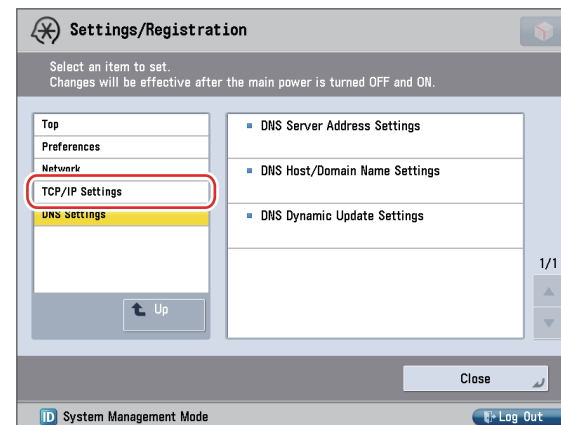 Settings/Registration
Select an item to set.
Changes will be effective after the main power is turned OFF and ON.
Top
Preferences
Network
TCP/IP Settings
DNS Settings
Up
DNS Server Address Settings
DNS Host/Domain Name Settings
DNS Dynamic Update Settings
1/1
Close
ID System Management Mode
Log Out